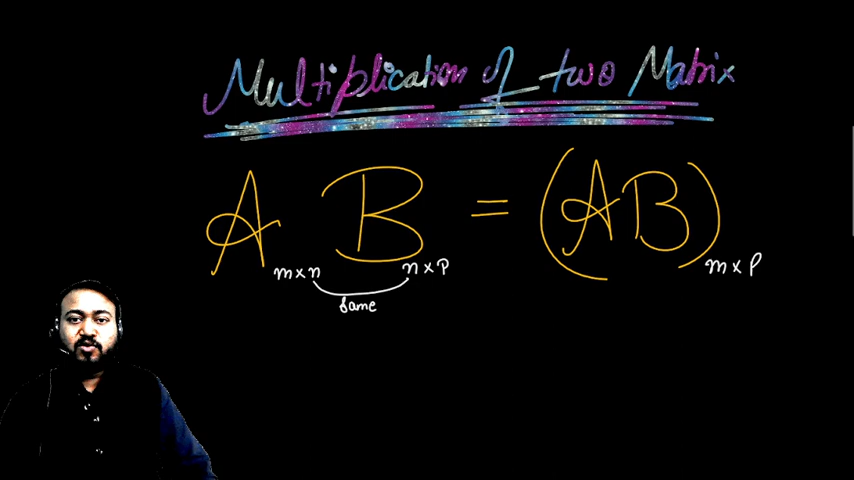 Multiplication of two Matrix
A m×n B n×p = (AB) m×p
same